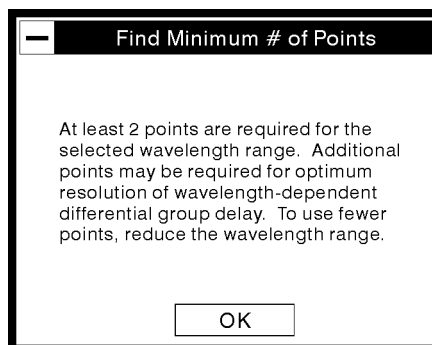 Find Minimum # of Points
At least 2 points are required for the
selected wavelength range. Additional
points may be required for optimum
resolution of wavelength-dependent
differential group delay. To use fewer
points, reduce the wavelength range.
OK